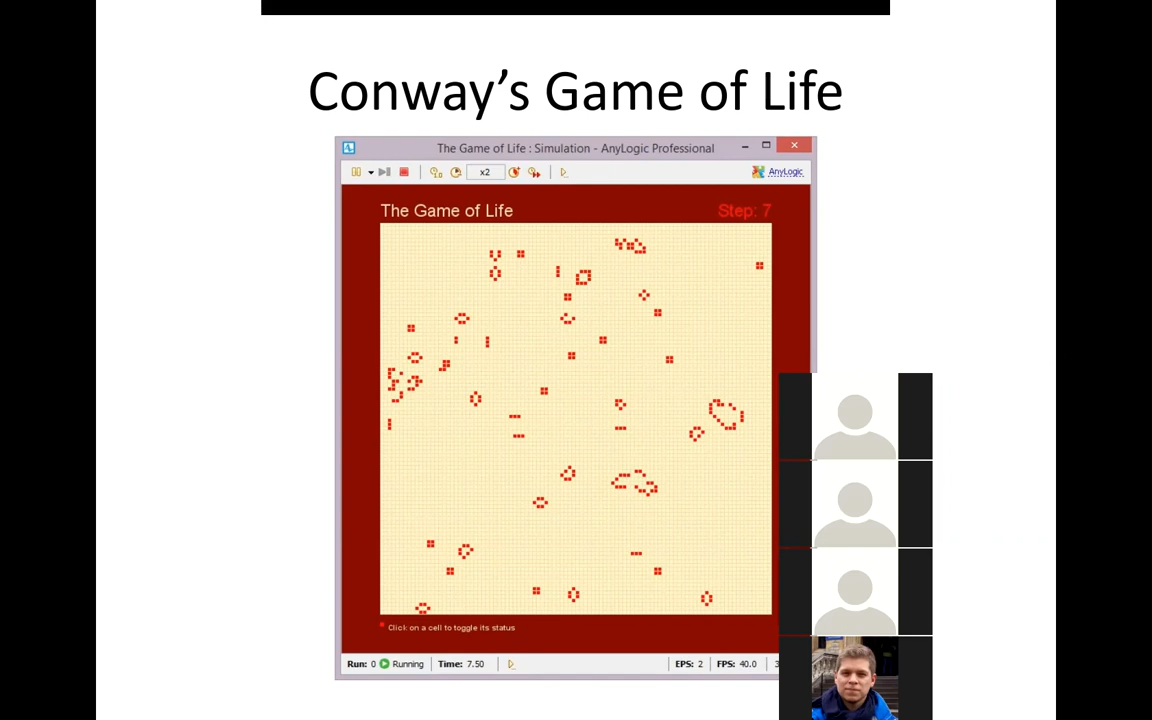 Conway's Game of Life
The Game of Life : Simulation - AnyLogic Professional
x2
AnyLogic
The Game of Life
Step: 7
Click on a cell to toggle its status
Run: 0 Running Time: 7.50 EPS: 2 FPS: 40.0 3